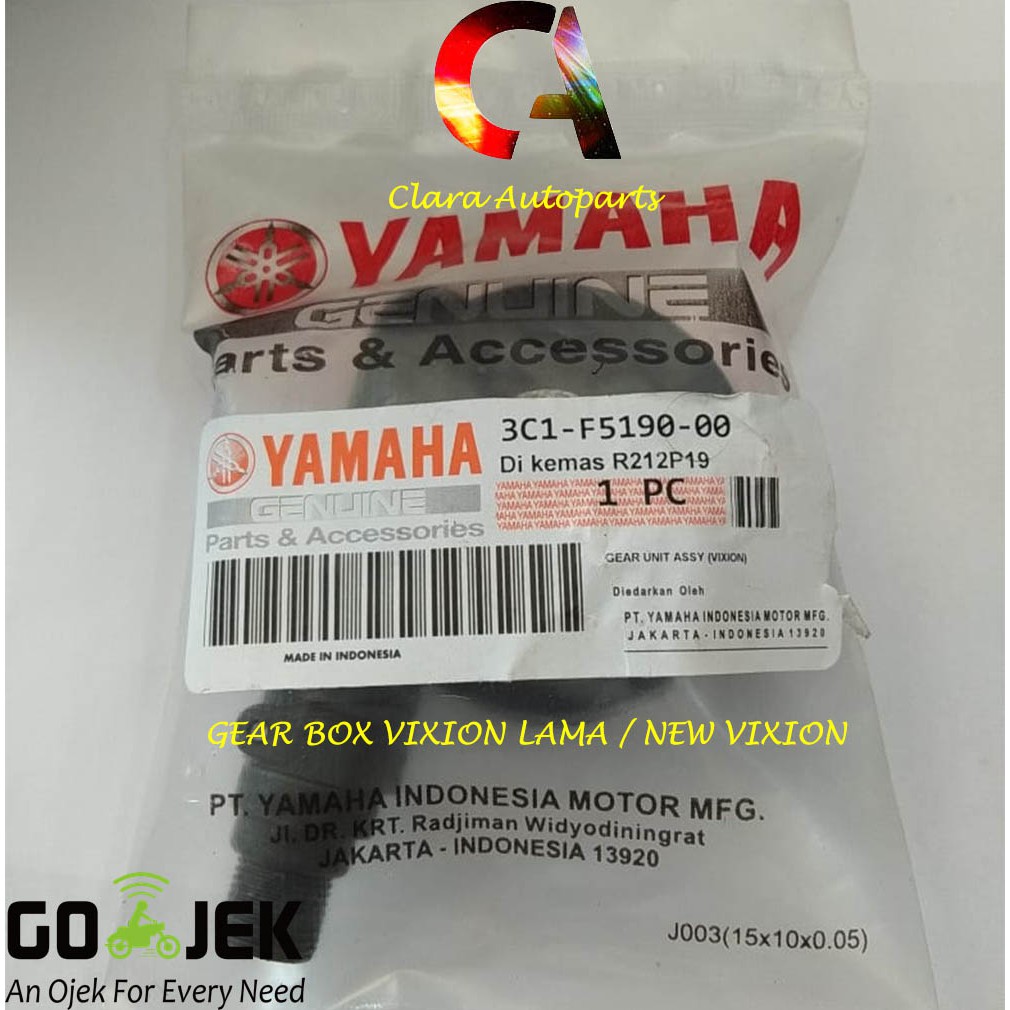 CA
Clara Autoparts
YAMAHA
GENUINE
arts & Accessories
YAMAHA
GENUINE
Parts & Accessories
3C1-F5190-00
Di kemas R212P19
1 PC
GEAR UNIT ASSY (VIXION)
Diedarkan Oleh
PT. YAMAHA INDONESIA MOTOR MFG.
JAKARTA - INDONESIA 13920
MADE IN INDONESIA
GEAR BOX VIXION LAMA / NEW VIXION
PT. YAMAHA INDONESIA MOTOR MFG.
Jl. DR. KRT. Radjiman Widyodiningrat
JAKARTA - INDONESIA 13920
J003(15x10x0.05)
GO JEK
An Ojek For Every Need